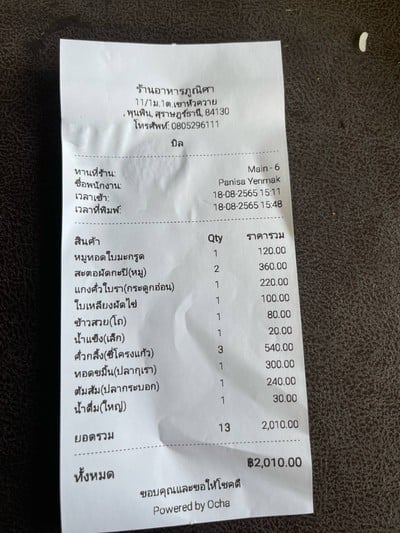 ร้านอาหารภูณิศา
11/1ม.1ต.เขาหัวควาย
, พุนพิน, สุราษฎร์ธานี, 84130
โทรศัพท์: 0805296111
บิล
ทานที่ร้าน: Main - 6
ชื่อพนักงาน: Panisa Yenmak
เวลาเข้า: 18-08-2565 15:11
เวลาที่พิมพ์: 18-08-2565 15:48
สินค้า Qty ราคารวม
หมูทอดใบมะกรูด 1 120.00
สะตอผัดกะปิ(หมู) 2 360.00
แกงคั่วใบรา(กระดูกอ่อน) 1 220.00
ใบเหลียงผัดไข่ 1 100.00
ข้าวสวย(โถ) 1 80.00
น้ำแข็ง(เล็ก) 1 20.00
คั่วกลิ้ง(ซี่โครงแก้ว) 3 540.00
ทอดขมิ้น(ปลากุเรา) 1 300.00
ต้มส้ม(ปลากระบอก) 1 240.00
น้ำดื่ม(ใหญ่) 1 30.00
ยอดรวม 13 2,010.00
ทั้งหมด ฿2,010.00
ขอบคุณและขอให้โชคดี
Powered by Ocha